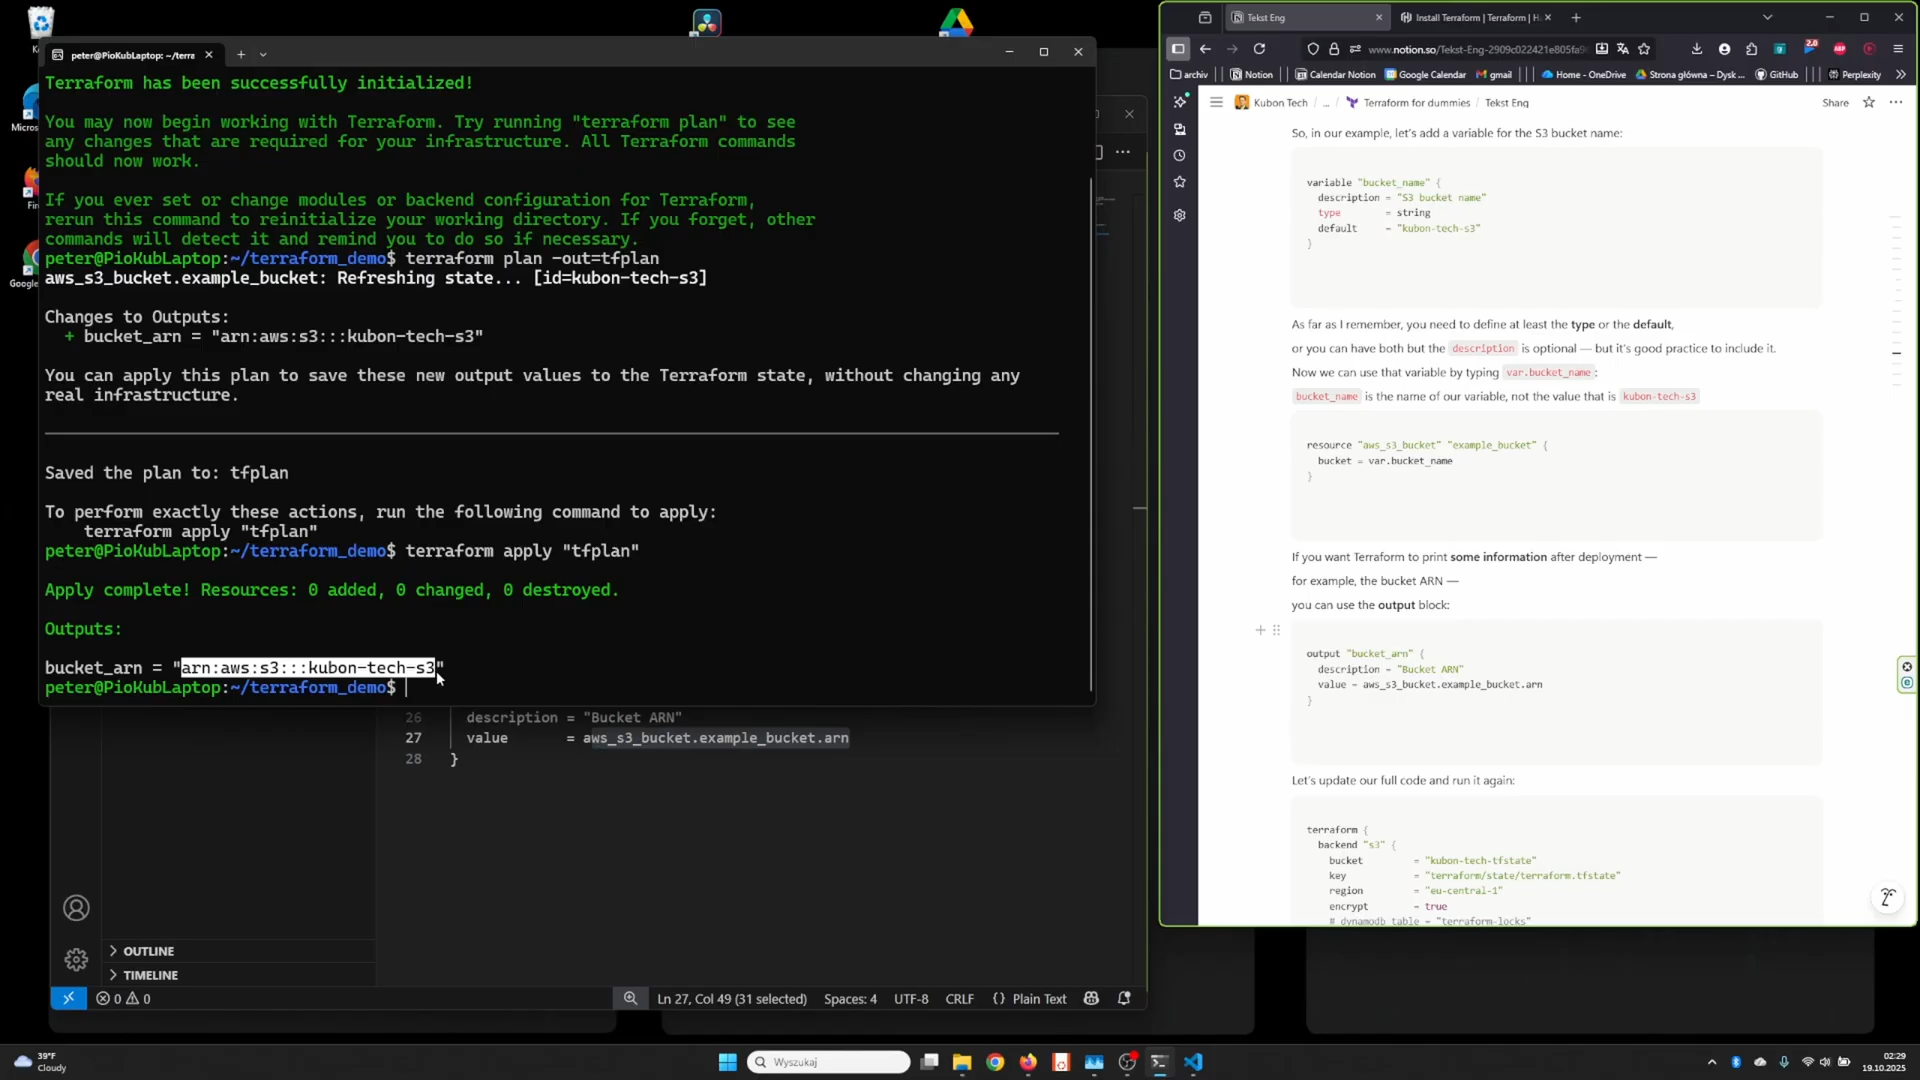 peter@PioKubLaptop: ~/terra
Terraform has been successfully initialized!
You may now begin working with Terraform. Try running "terraform plan" to see
any changes that are required for your infrastructure. All Terraform commands
should now work.
If you ever set or change modules or backend configuration for Terraform,
rerun this command to reinitialize your working directory. If you forget, other
commands will detect it and remind you to do so if necessary.
peter@PioKubLaptop:~/terraform_demo$ terraform plan -out=tfplan
aws_s3_bucket.example_bucket: Refreshing state... [id=kubon-tech-s3]
Changes to Outputs:
+ bucket_arn = "arn:aws:s3:::kubon-tech-s3"
You can apply this plan to save these new output values to the Terraform state, without changing any
real infrastructure.
Saved the plan to: tfplan
To perform exactly these actions, run the following command to apply:
terraform apply "tfplan"
peter@PioKubLaptop:~/terraform_demo$ terraform apply "tfplan"
Apply complete! Resources: 0 added, 0 changed, 0 destroyed.
Outputs:
bucket_arn = "arn:aws:s3:::kubon-tech-s3"
peter@PioKubLaptop:~/terraform_demo$
26 description = "Bucket ARN"
27 value = aws_s3_bucket.example_bucket.arn
28 }
OUTLINE
TIMELINE
0 0
Ln 27, Col 49 (31 selected) Spaces: 4 UTF-8 CRLF {} Plain Text
Tekst Eng
Install Terraform | Terraform | H
www.notion.so/Tekst-Eng-2909c022421e805fa9
2.0
ABP
archiv Notion Calendar Notion Google Calendar gmail Home - OneDrive Strona główna – Dysk ... GitHub Perplexity
Kubon Tech / ... / Terraform for dummies / Tekst Eng Share
So, in our example, let's add a variable for the S3 bucket name:
variable "bucket_name" {
description = "S3 bucket name"
type = string
default = "kubon-tech-s3"
}
As far as I remember, you need to define at least the type or the default,
or you can have both but the description is optional — but it's good practice to include it.
Now we can use that variable by typing var.bucket_name :
bucket_name is the name of our variable, not the value that is kubon-tech-s3
resource "aws_s3_bucket" "example_bucket" {
bucket = var.bucket_name
}
If you want Terraform to print some information after deployment —
for example, the bucket ARN —
you can use the output block:
output "bucket_arn" {
description = "Bucket ARN"
value = aws_s3_bucket.example_bucket.arn
}
Let's update our full code and run it again:
terraform {
backend "s3" {
bucket = "kubon-tech-tfstate"
key = "terraform/state/terraform.tfstate"
region = "eu-central-1"
encrypt = true
# dynamodb_table = "terraform-locks"
39°F
Cloudy
Wyszukaj
02:29
19.10.2025